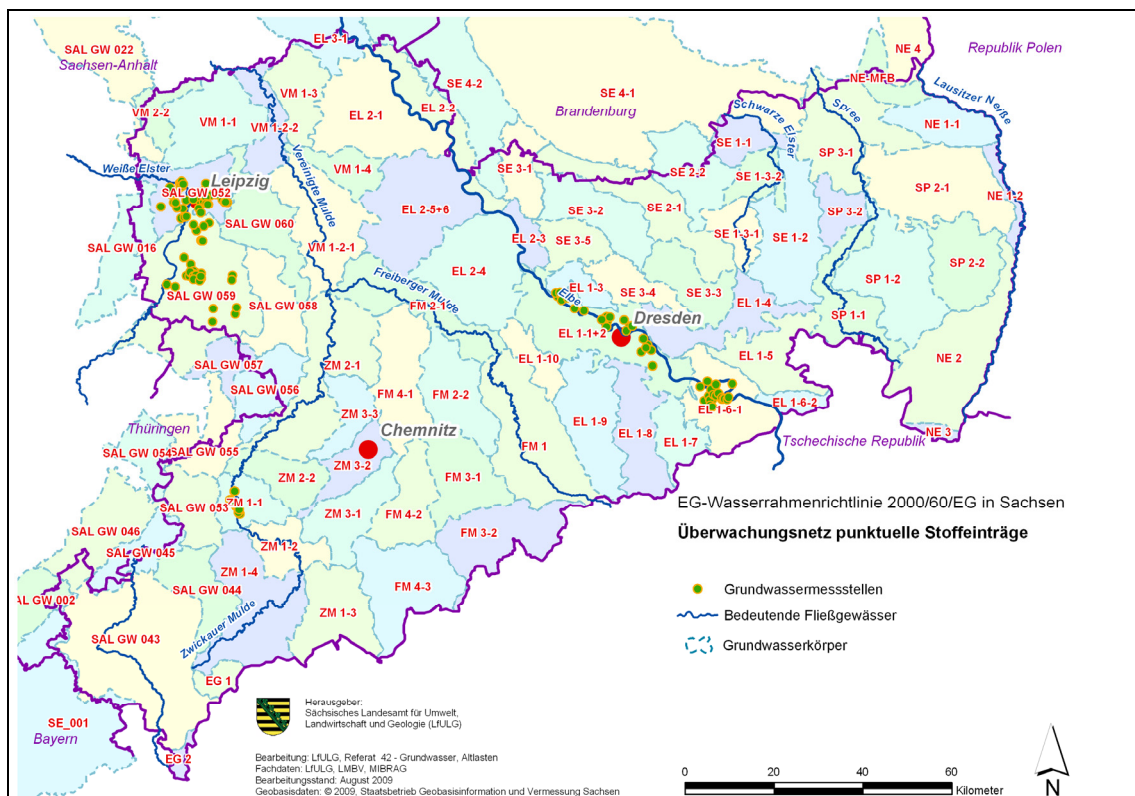 SAL GW 022
Sachsen-Anhalt
EL 3-1
SE 4-2
NE 4
Republik Polen
NE-MFB
Lausitzer Neiße
VM 1-3
EL 2-2
SE 4-1
Brandenburg
VM 2-2
VM 1-1
VM 1-2-2
EL 2-1
Schwarze Elster
Spree
NE 1-1
SE 1-1
SP 3-1
Weiße Elster
Leipzig
Vereinigte Mulde
VM 1-4
SE 3-1
SE 2-2
SE 1-3-2
SP 2-1
NE 1-2
SAL GW 052
EL 2-5+6
SE 3-2
SE 2-1
SP 3-2
SAL GW 060
SAL GW 016
VM 1-2-1
EL 2-3
SE 3-5
SE 1-3-1
SE 1-2
EL 2-4
SP 1-2
SP 2-2
SAL GW 059
SAL GW 058
Freiberger Mulde
FM 2-1
EL 1-3
Elbe
SE 3-4
SE 3-3
EL 1-4
SP 1-1
Dresden
EL 1-1+2
EL 1-10
EL 1-5
NE 2
SAL GW 057
SAL GW 056
ZM 2-1
FM 4-1
FM 2-2
EL 1-6-2
EL 1-6-1
ZM 3-3
Chemnitz
EL 1-9
EL 1-8
EL 1-7
NE 3
Tschechische Republik
Thüringen
SAL GW 054
SAL GW 055
ZM 3-2
FM 1
ZM 2-2
FM 3-1
SAL GW 053
ZM 1-1
ZM 3-1
FM 4-2
FM 3-2
SAL GW 046
SAL GW 045
ZM 1-2
ZM 1-4
SAL GW 044
FM 4-3
SAL GW 002
ZM 1-3
SAL GW 043
Zwickauer Mulde
EG 1
SE_001
Bayern
EG 2
EG-Wasserrahmenrichtlinie 2000/60/EG in Sachsen
Überwachungsnetz punktuelle Stoffeinträge
Grundwassermessstellen
Bedeutende Fließgewässer
Grundwasserkörper
Herausgeber:
Sächsisches Landesamt für Umwelt,
Landwirtschaft und Geologie (LfULG)
Bearbeitung: LfULG, Referat 42 - Grundwasser, Altlasten
Fachdaten: LfULG, LMBV, MIBRAG
Bearbeitungsstand: August 2009
Geobasisdaten: © 2009, Staatsbetrieb Geobasisinformation und Vermessung Sachsen
0 20 40 60
Kilometer
N